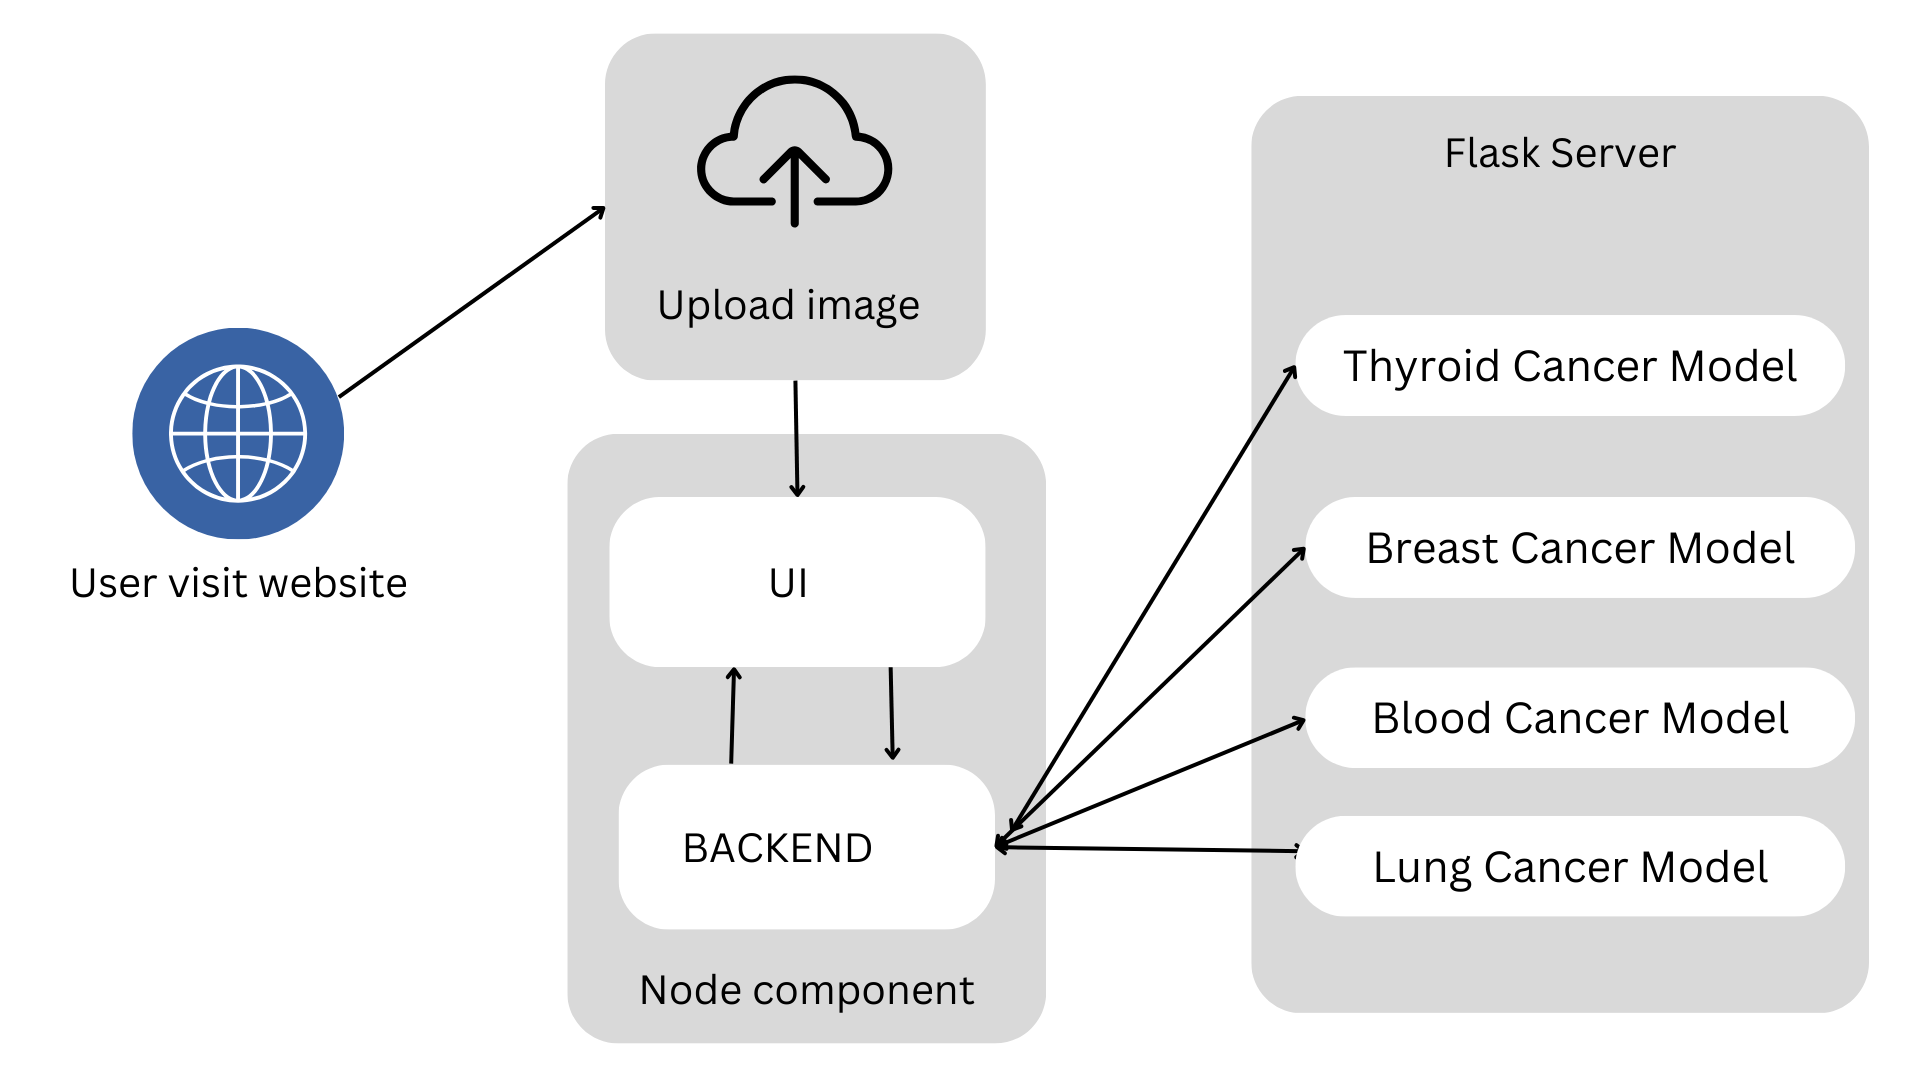 Upload image
User visit website
UI
BACKEND
Node component
Flask Server
Thyroid Cancer Model
Breast Cancer Model
Blood Cancer Model
Lung Cancer Model